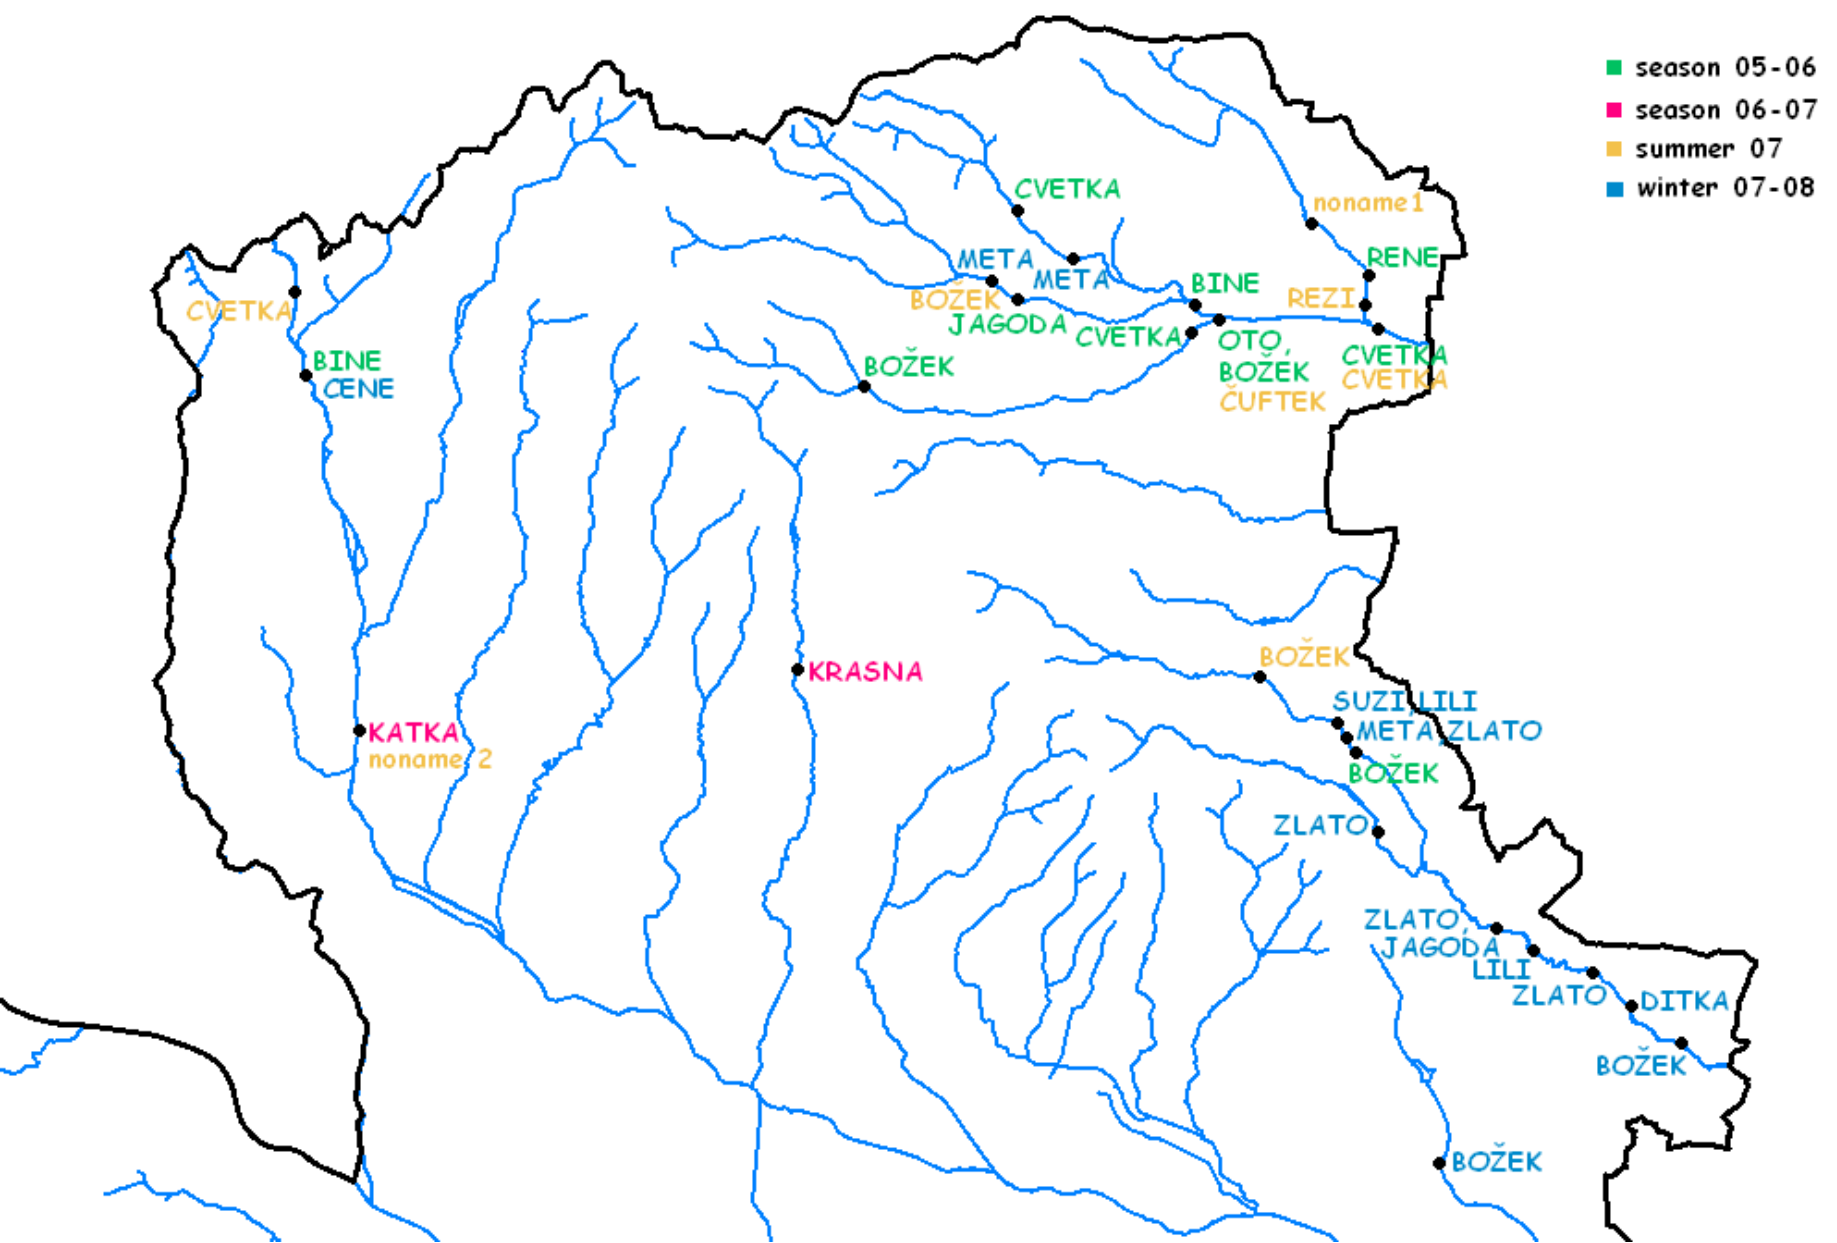 season 05-06
season 06-07
summer 07
winter 07-08
CVETKA
noname1
META
META
RENE
BINE
BOŽEK
REZI
CVETKA
JAGODA
CVETKA
OTO,
BOŽEK
ČUFTEK
CVETKA
CVETKA
BINE
CENE
BOŽEK
BOŽEK
KRASNA
SUZI,LILI
META,ZLATO
KATKA
noname 2
BOŽEK
ZLATO
ZLATO,
JAGODA
LILI
ZLATO
DITKA
BOŽEK
BOŽEK